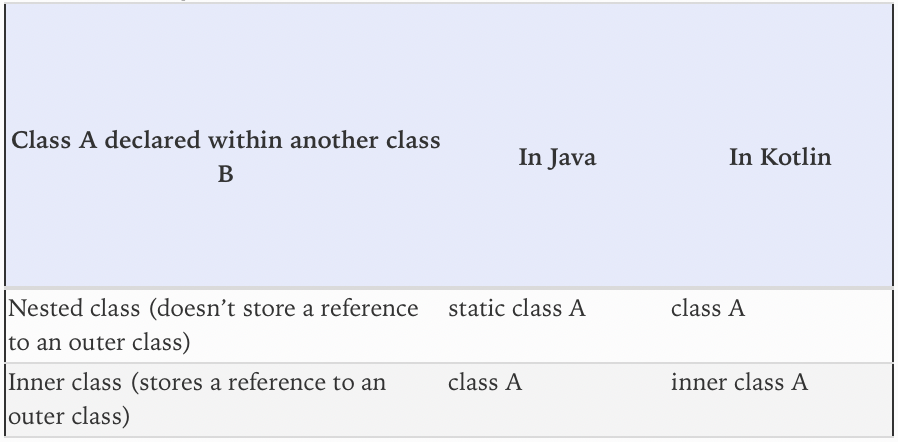 Class A declared within another class
B
In Java
In Kotlin
Nested class (doesn’t store a reference
to an outer class)
static class A
class A
Inner class (stores a reference to an
outer class)
class A
inner class A